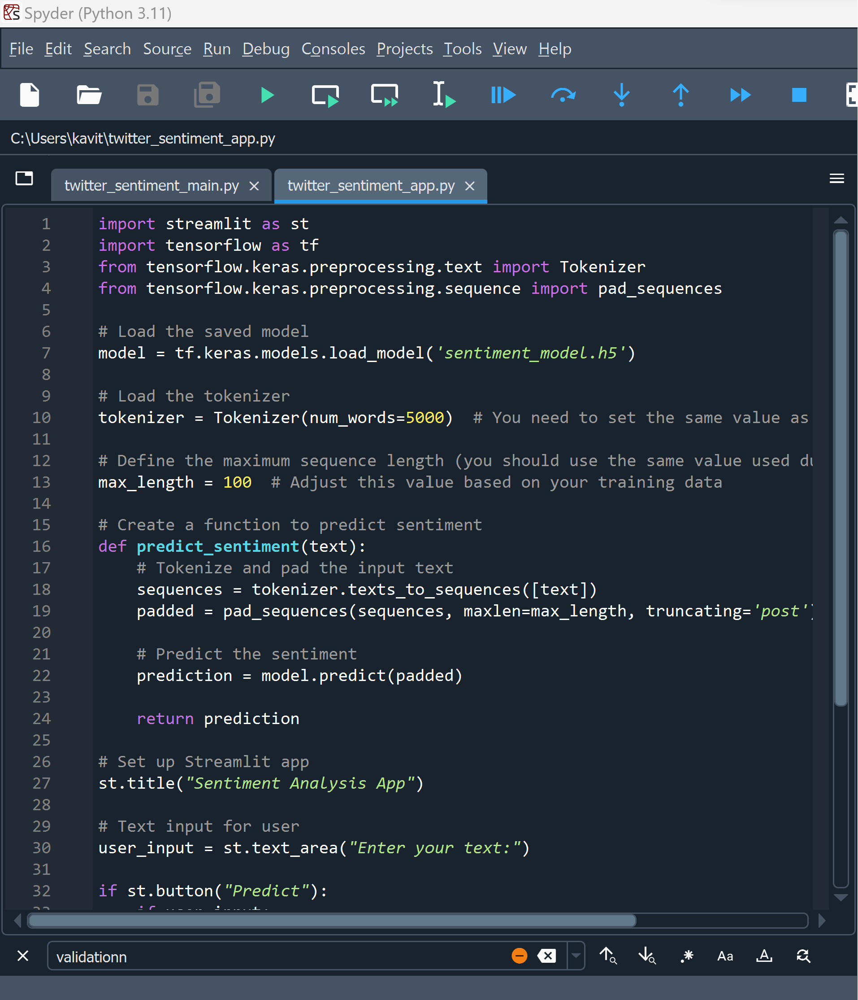 Spyder (Python 3.11)
File Edit Search Source Run Debug Consoles Projects Tools View Help
C:\Users\kavit\twitter_sentiment_app.py
twitter_sentiment_main.py twitter_sentiment_app.py
1 import streamlit as st
2 import tensorflow as tf
3 from tensorflow.keras.preprocessing.text import Tokenizer
4 from tensorflow.keras.preprocessing.sequence import pad_sequences
5
6 # Load the saved model
7 model = tf.keras.models.load_model('sentiment_model.h5')
8
9 # Load the tokenizer
10 tokenizer = Tokenizer(num_words=5000)  # You need to set the same value as
11
12 # Define the maximum sequence length (you should use the same value used
13 max_length = 100  # Adjust this value based on your training data
14
15 # Create a function to predict sentiment
16 def predict_sentiment(text):
17     # Tokenize and pad the input text
18     sequences = tokenizer.texts_to_sequences([text])
19     padded = pad_sequences(sequences, maxlen=max_length, truncating='post')
20
21     # Predict the sentiment
22     prediction = model.predict(padded)
23
24     return prediction
25
26 # Set up Streamlit app
27 st.title("Sentiment Analysis App")
28
29 # Text input for user
30 user_input = st.text_area("Enter your text:")
31
32 if st.button("Predict"):
validationn Aa